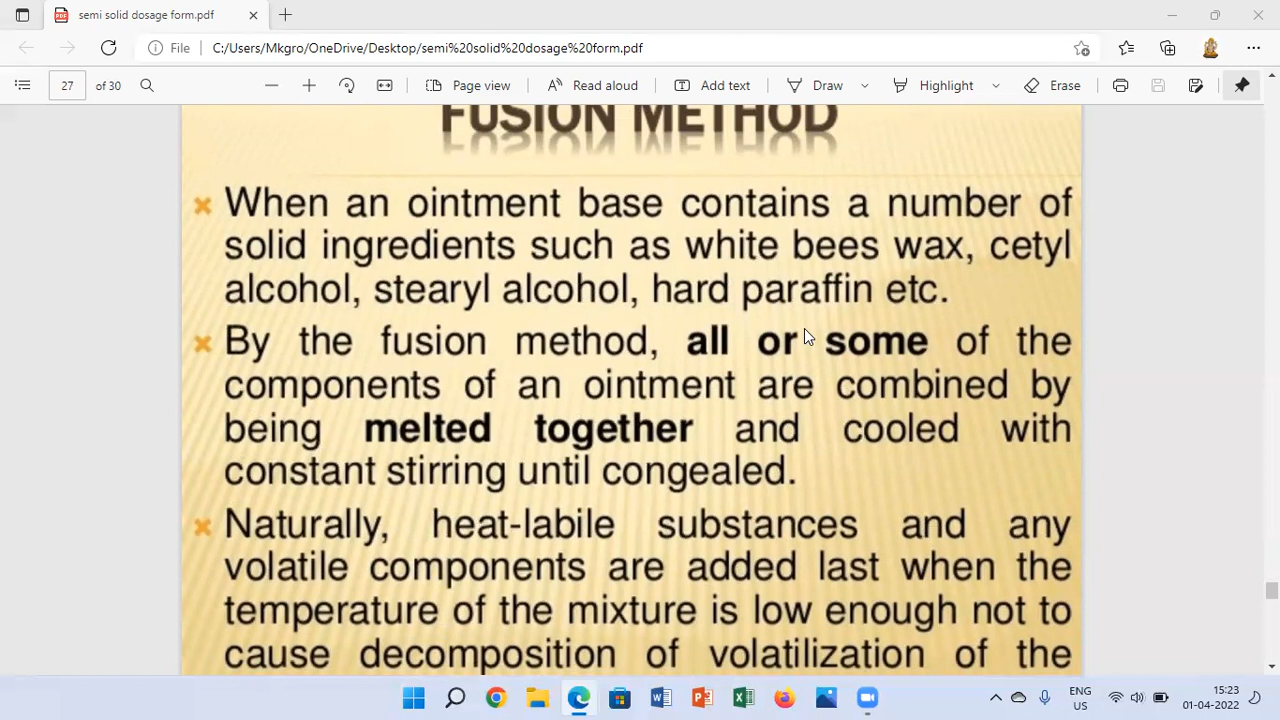 semi solid dosage form.pdf
File C:/Users/Mkgro/OneDrive/Desktop/semi%20solid%20dosage%20form.pdf
27 of 30 Page view Read aloud Add text Draw Highlight Erase
FUSION METHOD
When an ointment base contains a number of
solid ingredients such as white bees wax, cetyl
alcohol, stearyl alcohol, hard paraffin etc.
By the fusion method, all or some of the
components of an ointment are combined by
being melted together and cooled with
constant stirring until congealed.
Naturally, heat-labile substances and any
volatile components are added last when the
temperature of the mixture is low enough not to
cause decomposition of volatilization of the
ENG 15:23
US 01-04-2022